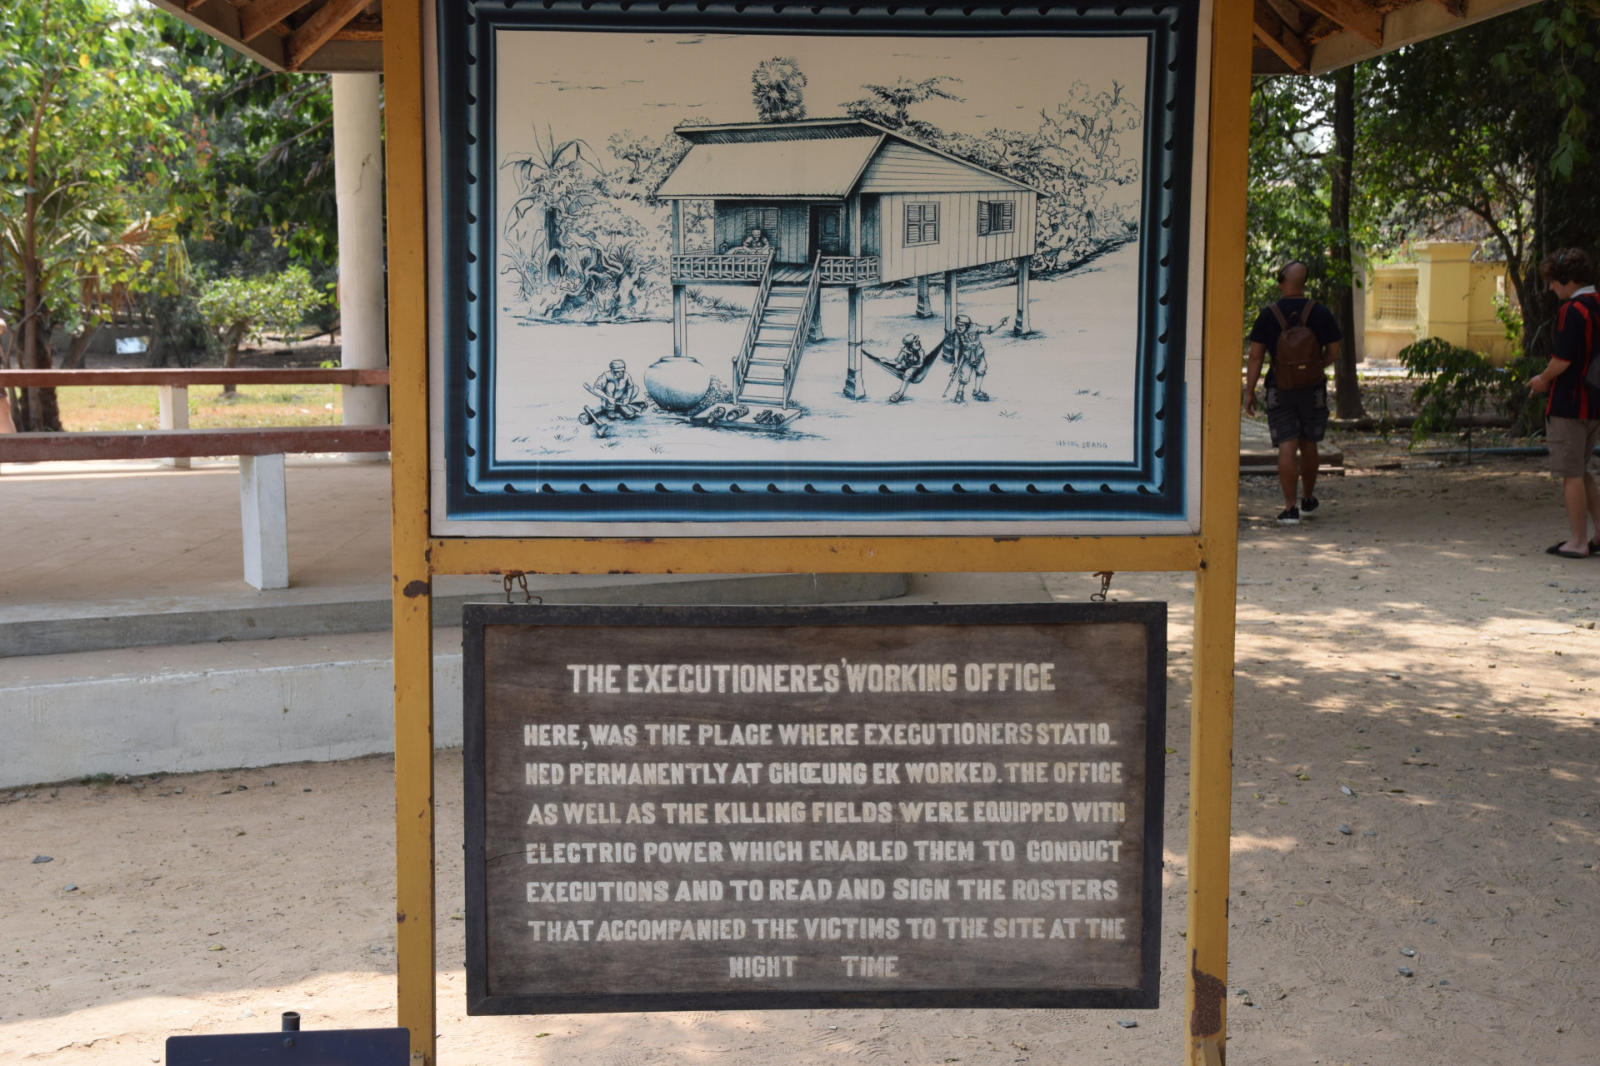 THE EXECUTIONERES' WORKING OFFICE
HERE, WAS THE PLACE WHERE EXECUTIONERS STATIO-
NED PERMANENTLY AT CHŒUNG EK WORKED. THE OFFICE
AS WELL AS THE KILLING FIELDS WERE EQUIPPED WITH
ELECTRIC POWER WHICH ENABLED THEM TO CONDUCT
EXECUTIONS AND TO READ AND SIGN THE ROSTERS
THAT ACCOMPANIED THE VICTIMS TO THE SITE AT THE
NIGHT TIME